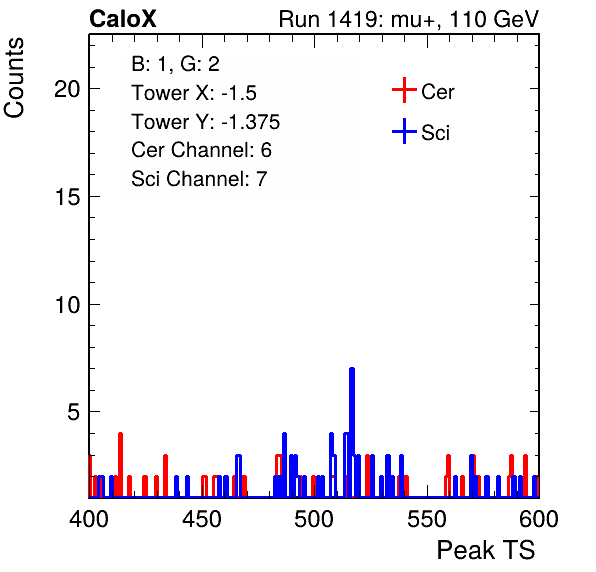 CaloX Run 1419: mu+, 110 GeV
Counts
B: 1, G: 2
Tower X: -1.5
Tower Y: -1.375
Cer Channel: 6
Sci Channel: 7
Cer
Sci
20
15
10
5
400 450 500 550 600
Peak TS